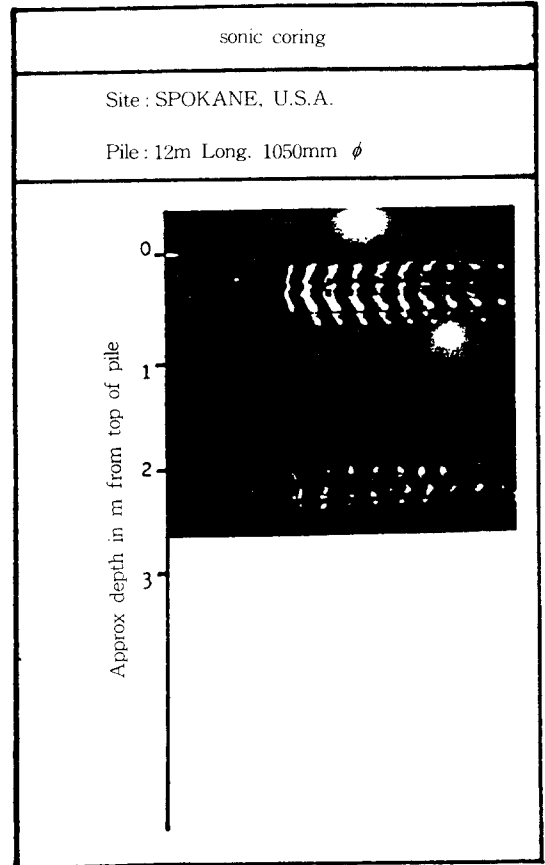 sonic coring
Site : SPOKANE, U.S.A.
Pile : 12m Long. 1050mm ϕ
Approx depth in m from top of pile
0
1
2
3